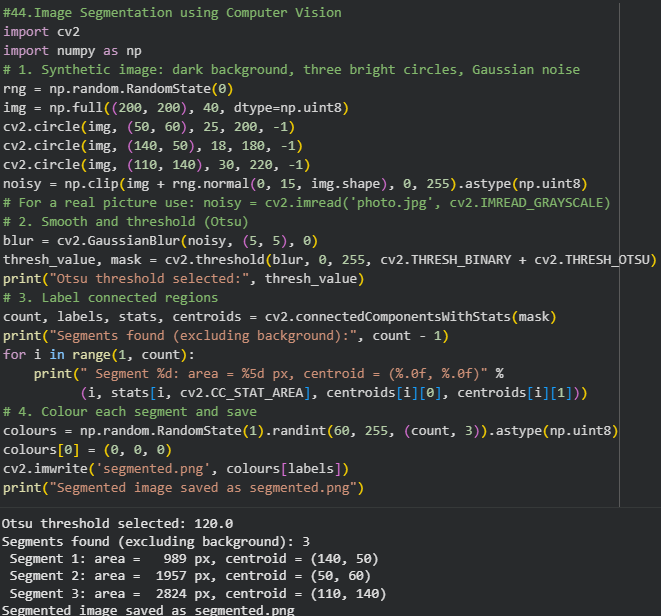 #44.Image Segmentation using Computer Vision
import cv2
import numpy as np
# 1. Synthetic image: dark background, three bright circles, Gaussian noise
rng = np.random.RandomState(0)
img = np.full((200, 200), 40, dtype=np.uint8)
cv2.circle(img, (50, 60), 25, 200, -1)
cv2.circle(img, (140, 50), 18, 180, -1)
cv2.circle(img, (110, 140), 30, 220, -1)
noisy = np.clip(img + rng.normal(0, 15, img.shape), 0, 255).astype(np.uint8)
# For a real picture use: noisy = cv2.imread('photo.jpg', cv2.IMREAD_GRAYSCALE)
# 2. Smooth and threshold (Otsu)
blur = cv2.GaussianBlur(noisy, (5, 5), 0)
thresh_value, mask = cv2.threshold(blur, 0, 255, cv2.THRESH_BINARY + cv2.THRESH_OTSU)
print("Otsu threshold selected:", thresh_value)
# 3. Label connected regions
count, labels, stats, centroids = cv2.connectedComponentsWithStats(mask)
print("Segments found (excluding background):", count - 1)
for i in range(1, count):
    print(" Segment %d: area = %5d px, centroid = (%.0f, %.0f)" %
          (i, stats[i, cv2.CC_STAT_AREA], centroids[i][0], centroids[i][1]))
# 4. Colour each segment and save
colours = np.random.RandomState(1).randint(60, 255, (count, 3)).astype(np.uint8)
colours[0] = (0, 0, 0)
cv2.imwrite('segmented.png', colours[labels])
print("Segmented image saved as segmented.png")
Otsu threshold selected: 120.0
Segments found (excluding background): 3
 Segment 1: area =   989 px, centroid = (140, 50)
 Segment 2: area =  1957 px, centroid = (50, 60)
 Segment 3: area =  2824 px, centroid = (110, 140)
Segmented image saved as segmented.png